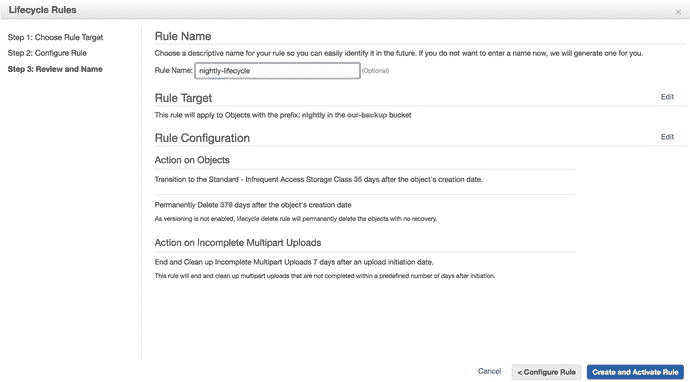 Lifecycle Rules
×
Step 1: Choose Rule Target
Step 2: Configure Rule
Step 3: Review and Name
Rule Name
Choose a descriptive name for your rule so you can easily identify it in the future. If you do not want to enter a name now, we will generate one for you.
Rule Name: nightly-lifecycle (Optional)
Rule Target Edit
This rule will apply to Objects with the prefix: nightly in the our-backup bucket
Rule Configuration Edit
Action on Objects
Transition to the Standard - Infrequent Access Storage Class 35 days after the object's creation date.
Permanently Delete 378 days after the object's creation date
As versioning is not enabled, lifecycle delete rule will permanently delete the objects with no recovery.
Action on Incomplete Multipart Uploads
End and Clean up Incomplete Multipart Uploads 7 days after an upload initiation date.
This rule will end and clean up multipart uploads that are not completed within a predefined number of days after initiation.
Cancel < Configure Rule Create and Activate Rule